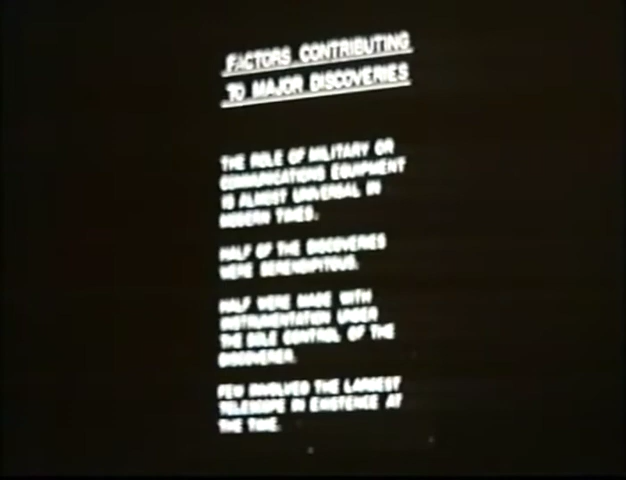 FACTORS CONTRIBUTING
TO MAJOR DISCOVERIES
THE ROLE OF MILITARY OR
COMMUNICATIONS EQUIPMENT
IS ALMOST UNIVERSAL IN
MODERN TIMES.
HALF OF THE DISCOVERIES
WERE SERENDIPITOUS.
HALF WERE MADE WITH
INSTRUMENTATION UNDER
THE SOLE CONTROL OF THE
DISCOVERER.
FEW INVOLVED THE LARGEST
TELESCOPE IN EXISTENCE AT
THE TIME.